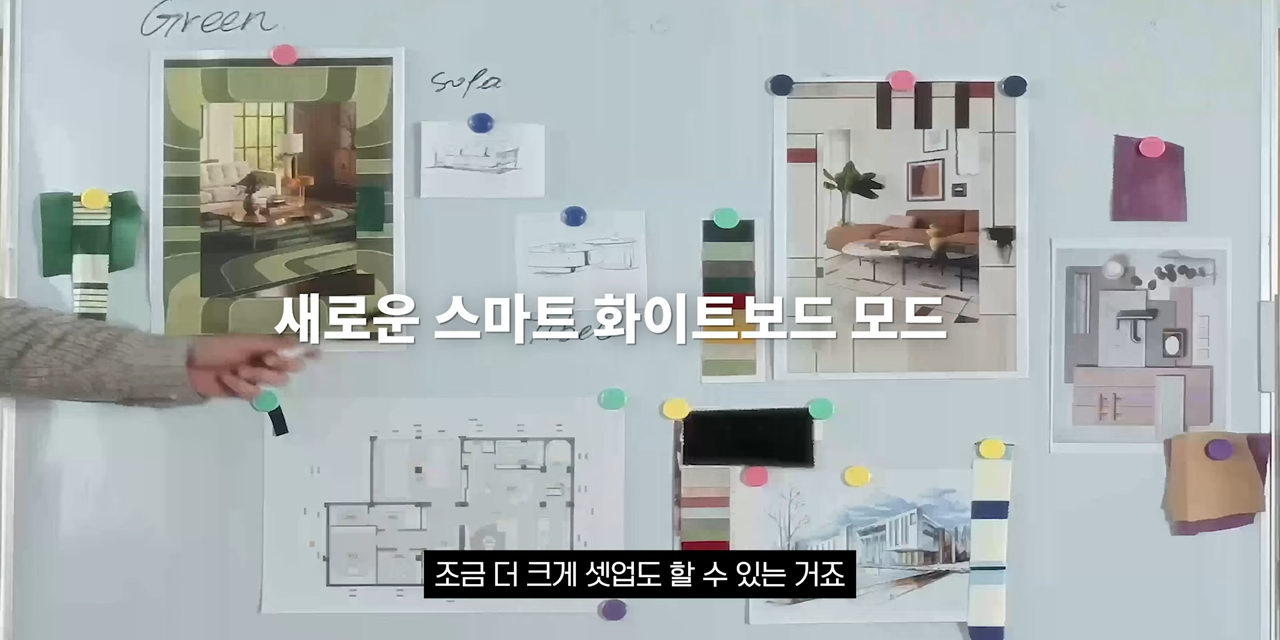 Green
Sofa
새로운 스마트 화이트보드 모드
조금 더 크게 셋업도 할 수 있는 거죠